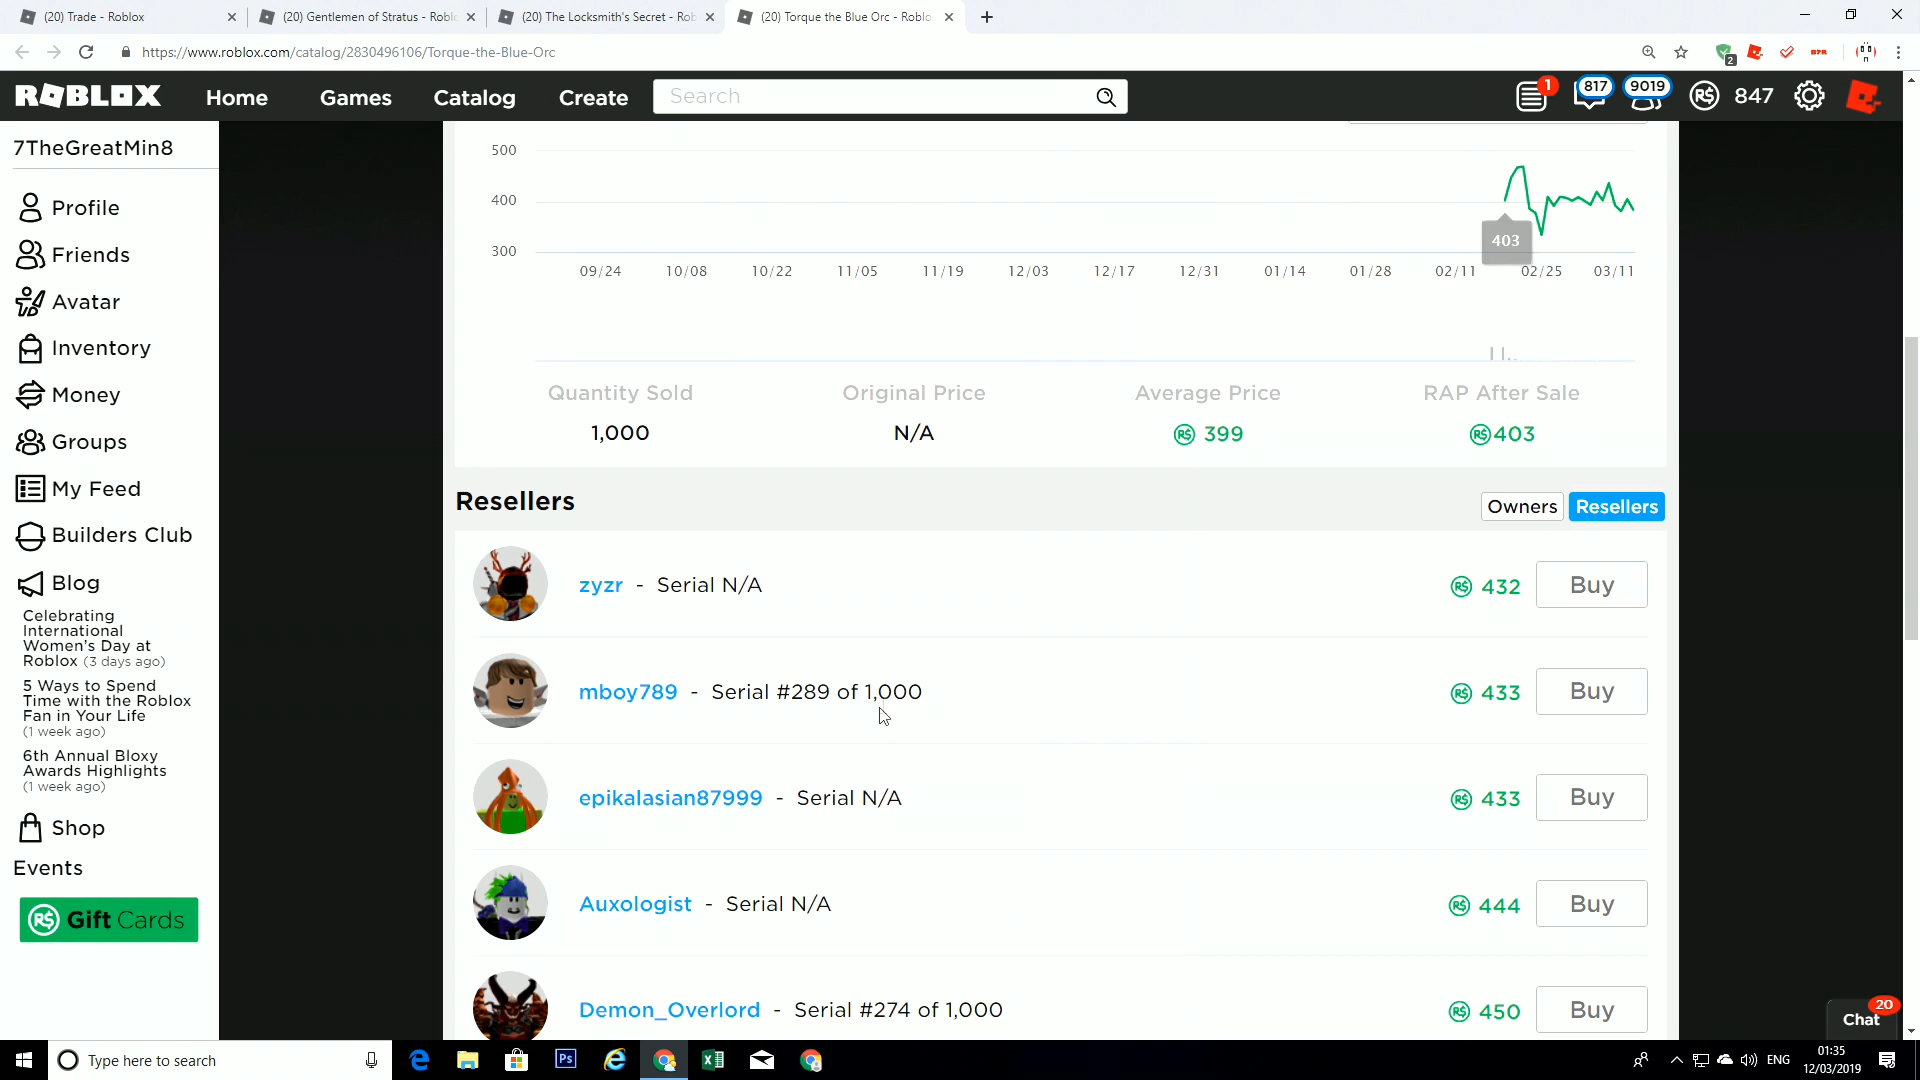 (20) Trade - Roblox
(20) Gentlemen of Stratus - Roblo
(20) The Locksmith's Secret - Rob
(20) Torque the Blue Orc - Roblo
https://www.roblox.com/catalog/2830496106/Torque-the-Blue-Orc
2
ROBLOX
Home
Games
Catalog
Create
Search
1
817
9019
R$
847
7TheGreatMin8
Profile
Friends
Avatar
Inventory
Money
Groups
My Feed
Builders Club
Blog
Celebrating
International
Women's Day at
Roblox (3 days ago)
5 Ways to Spend
Time with the Roblox
Fan in Your Life
(1 week ago)
6th Annual Bloxy
Awards Highlights
(1 week ago)
Shop
Events
R$ Gift Cards
500
400
300
403
09/24 10/08 10/22 11/05 11/19 12/03 12/17 12/31 01/14 01/28 02/11 02/25 03/11
Quantity Sold
1,000
Original Price
N/A
Average Price
R$ 399
RAP After Sale
R$ 403
Resellers
Owners
Resellers
zyzr - Serial N/A
R$ 432
Buy
mboy789 - Serial #289 of 1,000
R$ 433
Buy
epikalasian87999 - Serial N/A
R$ 433
Buy
Auxologist - Serial N/A
R$ 444
Buy
Demon_Overlord - Serial #274 of 1,000
R$ 450
Buy
Chat
20
Type here to search
Ps
ENG
01:35
12/03/2019